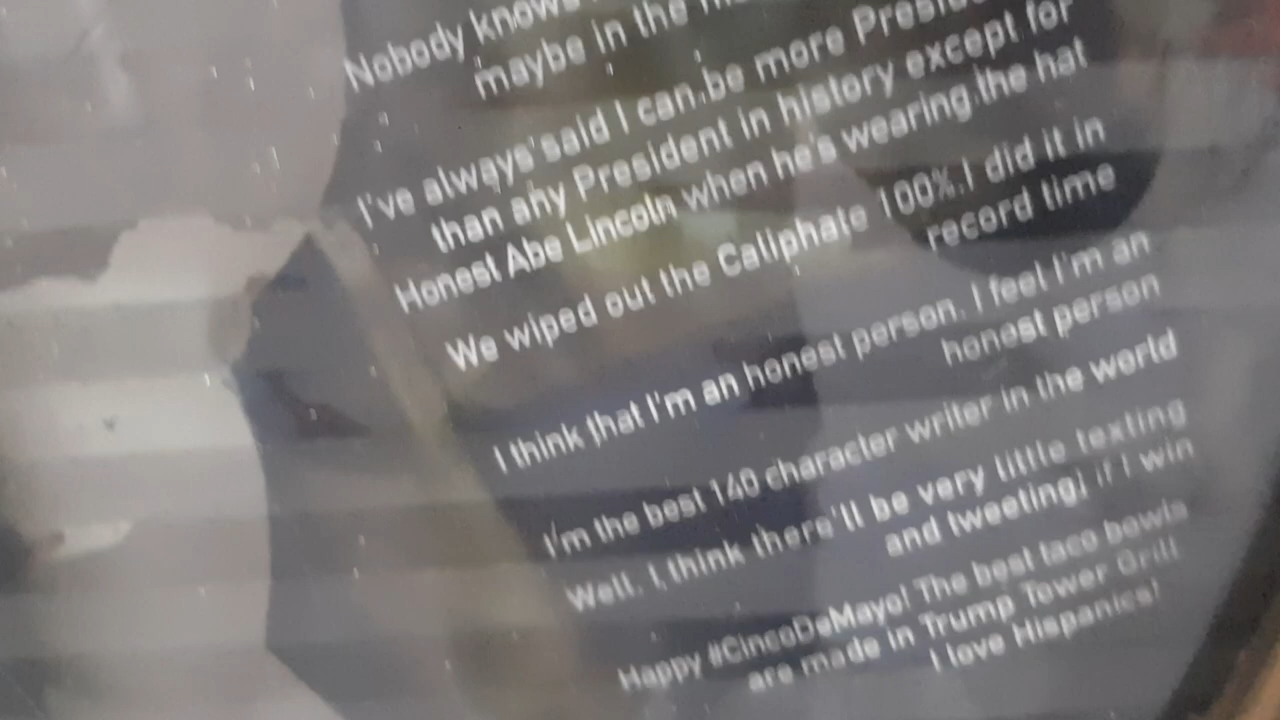 Nobody knows
maybe in the
I've always said I can be more
than any President in history except for
Honest Abe Lincoln when he's wearing the hat
We wiped out the Caliphate 100%. I did it in
record time
I think that I'm an honest person. I feel I'm an
honest person
I'm the best 140 character writer in the world
Well. I think there'll be very little texting
and tweeting; if I win
Happy #CincoDeMayo! The best taco bowls
are made in Trump Tower Grill
I love Hispanics!